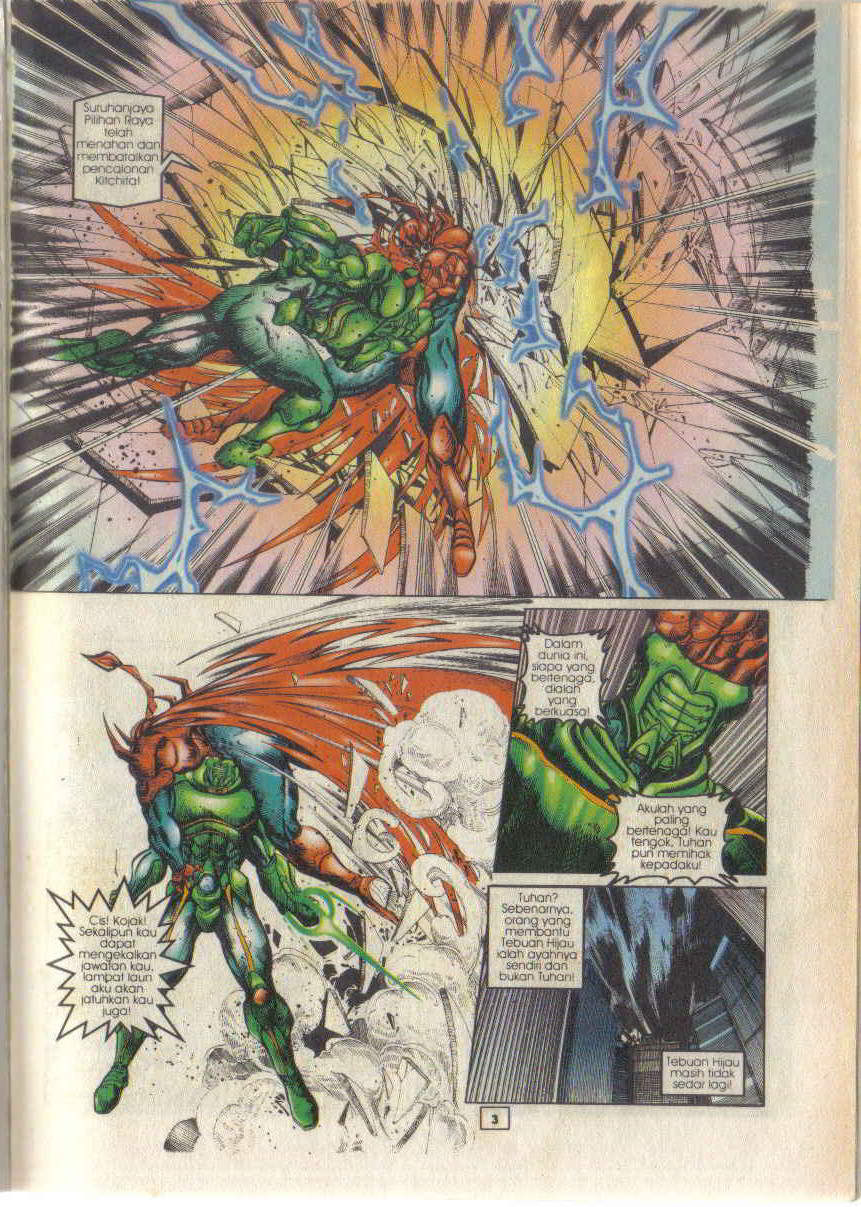 Suruhanjaya
Pilihan Raya
telah
menahan dan
membatalkan
pencalonan
Kitchita!
Dalam
dunia ini,
siapa yang
bertenaga,
dialah
yang
berkuasa!
Akulah yang
paling
bertenaga! Kau
tengok, Tuhan
pun memihak
kepadaku!
Cis! Kojak!
Sekalipun kau
dapat
mengekalkan
jawatan kau,
lampat laun
aku akan
jatuhkan kau
juga!
Tuhan?
Sebenarnya,
orang yang
membantu
Tebuan Hijau
ialah ayahnya
sendiri dan
bukan Tuhan!
Tebuan Hijau
masih tidak
sedar lagi!
3